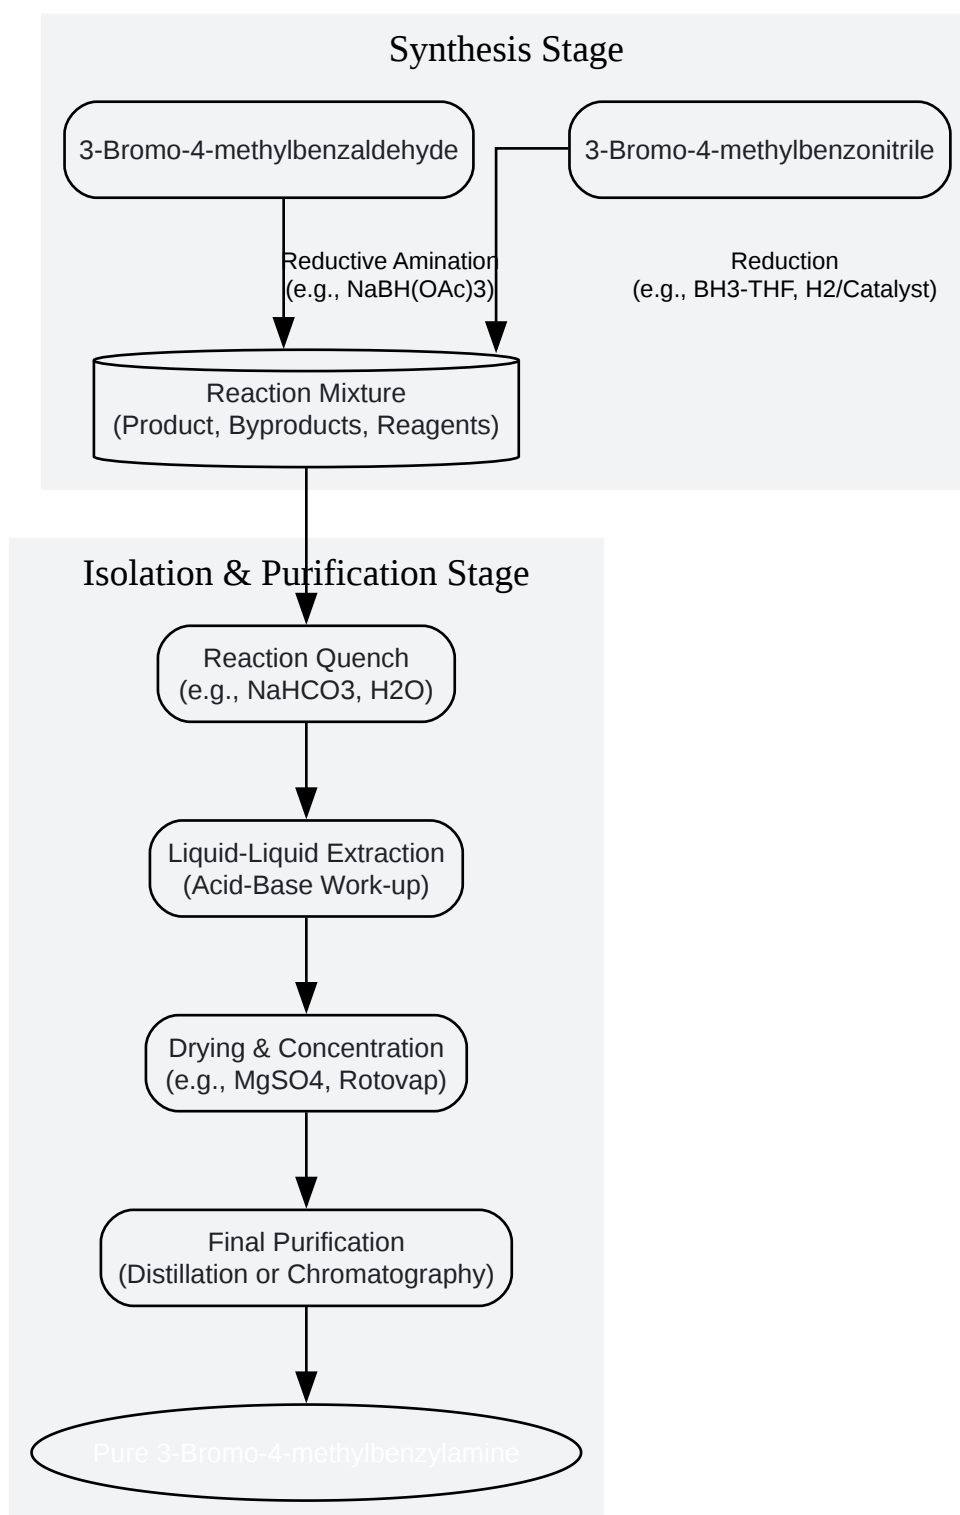 Synthesis Stage
3-Bromo-4-methylbenzaldehyde
3-Bromo-4-methylbenzonitrile
Reductive Amination
(e.g., NaBH(OAc)3)
Reduction
(e.g., BH3-THF, H2/Catalyst)
Reaction Mixture
(Product, Byproducts, Reagents)
Isolation & Purification Stage
Reaction Quench
(e.g., NaHCO3, H2O)
Liquid-Liquid Extraction
(Acid-Base Work-up)
Drying & Concentration
(e.g., MgSO4, Rotovap)
Final Purification
(Distillation or Chromatography)
Pure 3-Bromo-4-methylbenzylamine